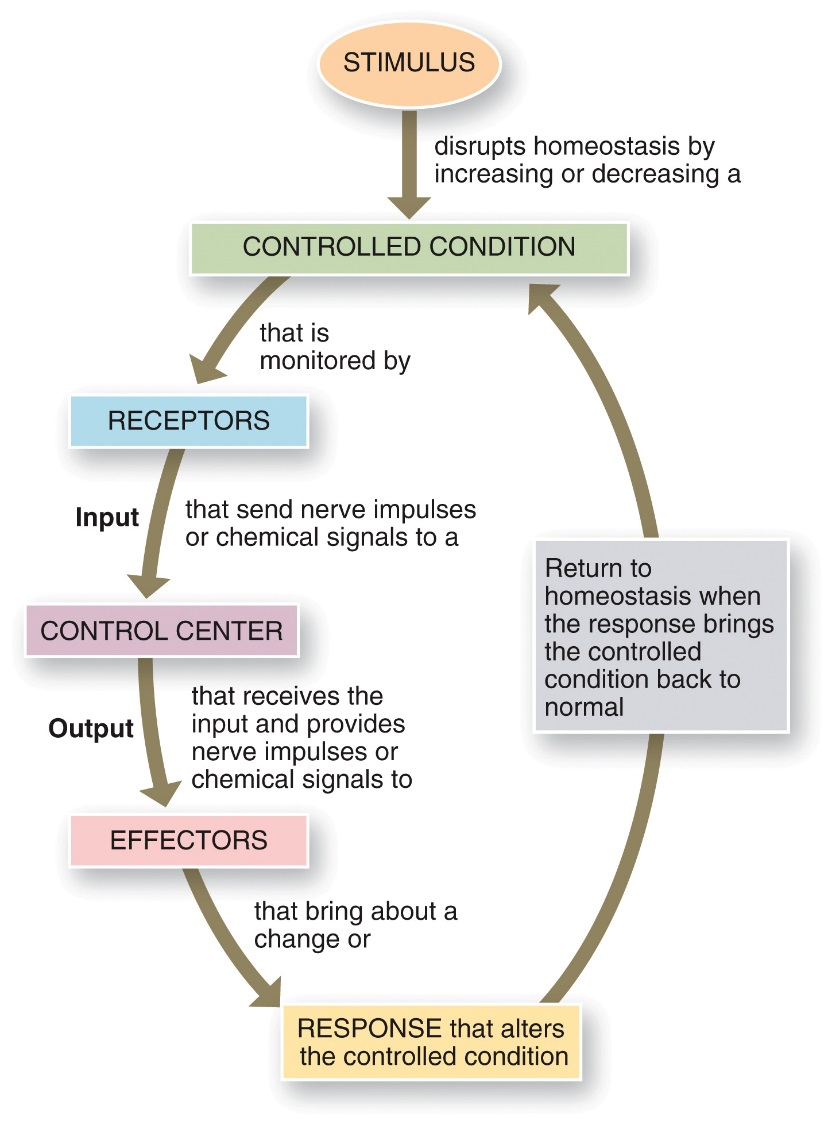 STIMULUS
disrupts homeostasis by
increasing or decreasing a
CONTROLLED CONDITION
that is
monitored by
RECEPTORS
Input
that send nerve impulses
or chemical signals to a
CONTROL CENTER
Output
that receives the
input and provides
nerve impulses or
chemical signals to
EFFECTORS
that bring about a
change or
RESPONSE that alters
the controlled condition
Return to
homeostasis when
the response brings
the controlled
condition back to
normal